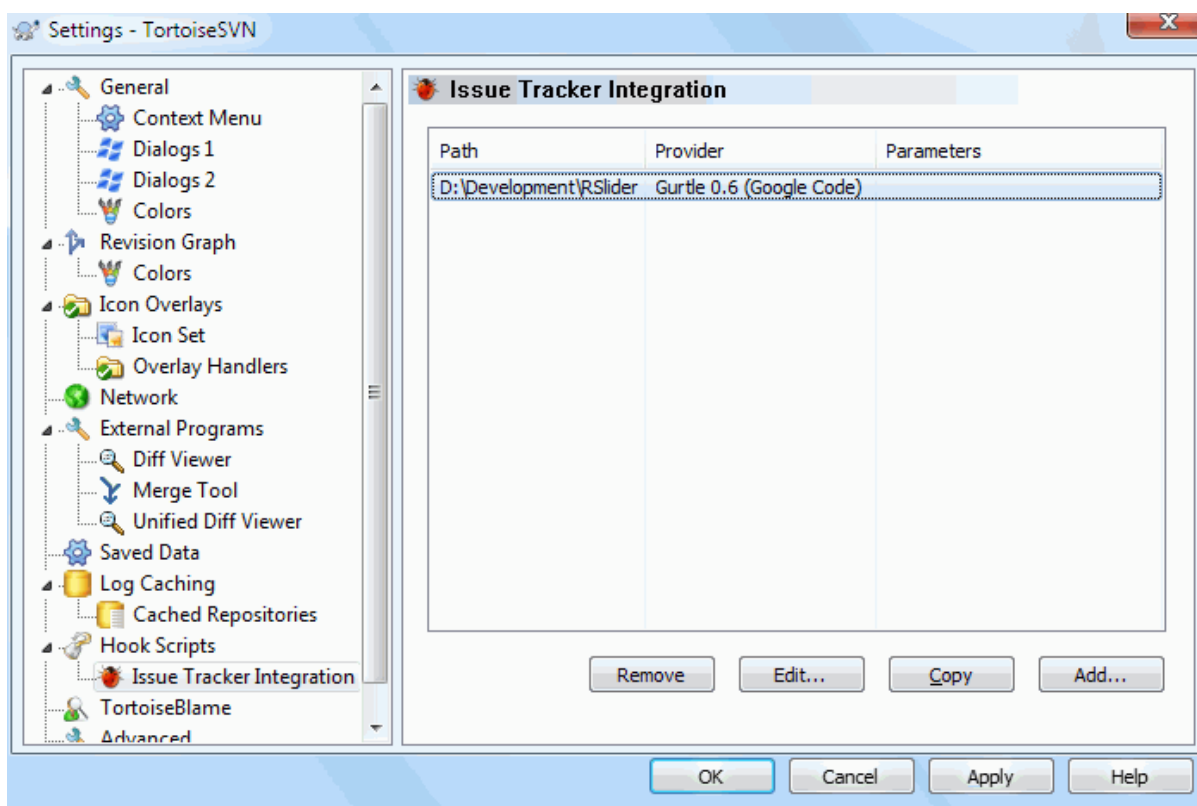 Settings - TortoiseSVN
General
Context Menu
Dialogs 1
Dialogs 2
Colors
Revision Graph
Colors
Icon Overlays
Icon Set
Overlay Handlers
Network
External Programs
Diff Viewer
Merge Tool
Unified Diff Viewer
Saved Data
Log Caching
Cached Repositories
Hook Scripts
Issue Tracker Integration
TortoiseBlame
Advanced
Issue Tracker Integration
Path Provider Parameters
D:\Development\RSlider Gurtle 0.6 (Google Code)
Remove Edit... Copy Add...
OK Cancel Apply Help